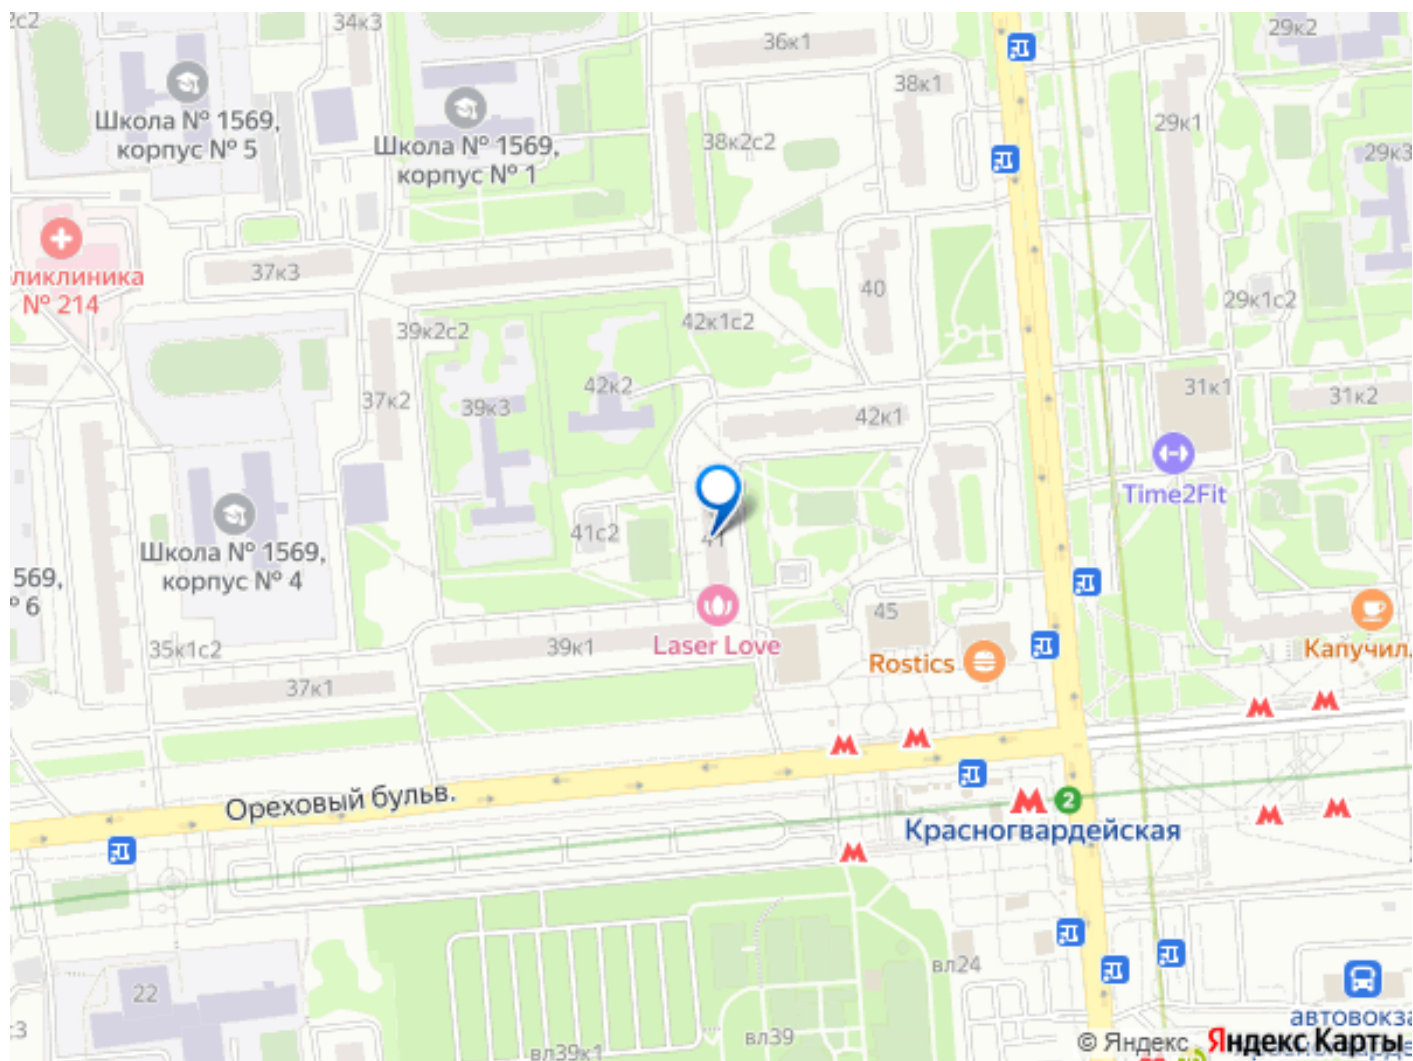 2с2
34к3
36к1
29к2
38к1
Школа № 1569,
корпус № 5
Школа № 1569,
корпус № 1
38к2с2
29к1
29к3
37к3
ликлиника
№ 214
40
29к1с2
39к2с2
42к1с2
42к2
37к2
39к3
42к1
31к1
31к2
Time2Fit
41с2
41
Школа № 1569,
корпус № 4
569,
№ 6
45
Laser Love
35к1с2
39к1
Rostics
Капучил
37к1
Ореховый бульв.
2
Красногвардейская
вл24
22
автовокза
вл39
вл39к1
© Яндекс Яндекс Карты